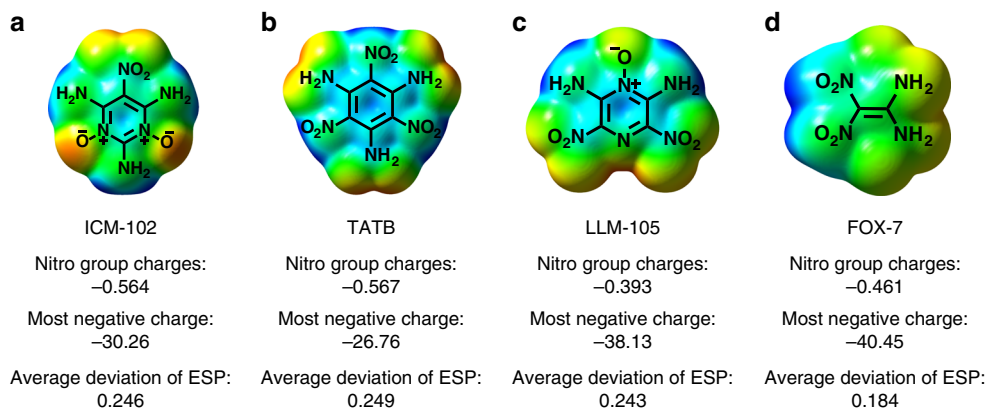 a
b
c
d
NO₂
H₂N
NH₂
N
N
+
+
−
O
−
O
NH₂
NO₂
H₂N
NH₂
O₂N
NO₂
NH₂
−
O
N+
H₂N
NH₂
O₂N
N
NO₂
O₂N
NH₂
O₂N
NH₂
ICM-102
TATB
LLM-105
FOX-7
Nitro group charges:
−0.564
Nitro group charges:
−0.567
Nitro group charges:
−0.393
Nitro group charges:
−0.461
Most negative charge:
−30.26
Most negative charge:
−26.76
Most negative charge:
−38.13
Most negative charge:
−40.45
Average deviation of ESP:
0.246
Average deviation of ESP:
0.249
Average deviation of ESP:
0.243
Average deviation of ESP:
0.184